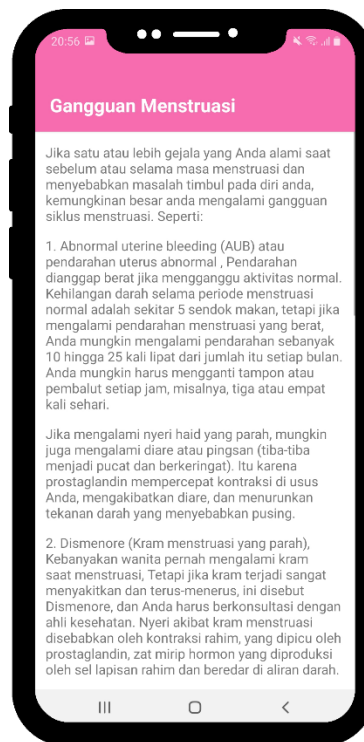 20:56
Gangguan Menstruasi
Jika satu atau lebih gejala yang Anda alami saat
sebelum atau selama masa menstruasi dan
menyebabkan masalah timbul pada diri anda,
kemungkinan besar anda mengalami gangguan
siklus menstruasi. Seperti:
1. Abnormal uterine bleeding (AUB) atau
pendarahan uterus abnormal , Pendarahan
dianggap berat jika mengganggu aktivitas normal.
Kehilangan darah selama periode menstruasi
normal adalah sekitar 5 sendok makan, tetapi jika
mengalami pendarahan menstruasi yang berat,
Anda mungkin mengalami pendarahan sebanyak
10 hingga 25 kali lipat dari jumlah itu setiap bulan.
Anda mungkin harus mengganti tampon atau
pembalut setiap jam, misalnya, tiga atau empat
kali sehari.
Jika mengalami nyeri haid yang parah, mungkin
juga mengalami diare atau pingsan (tiba-tiba
menjadi pucat dan berkeringat). Itu karena
prostaglandin mempercepat kontraksi di usus
Anda, mengakibatkan diare, dan menurunkan
tekanan darah yang menyebabkan pusing.
2. Dismenore (Kram menstruasi yang parah),
Kebanyakan wanita pernah mengalami kram
saat menstruasi, Tetapi jika kram terjadi sangat
menyakitkan dan terus-menerus, ini disebut
Dismenore, dan Anda harus berkonsultasi dengan
ahli kesehatan. Nyeri akibat kram menstruasi
disebabkan oleh kontraksi rahim, yang dipicu oleh
prostaglandin, zat mirip hormon yang diproduksi
oleh sel lapisan rahim dan beredar di aliran darah.